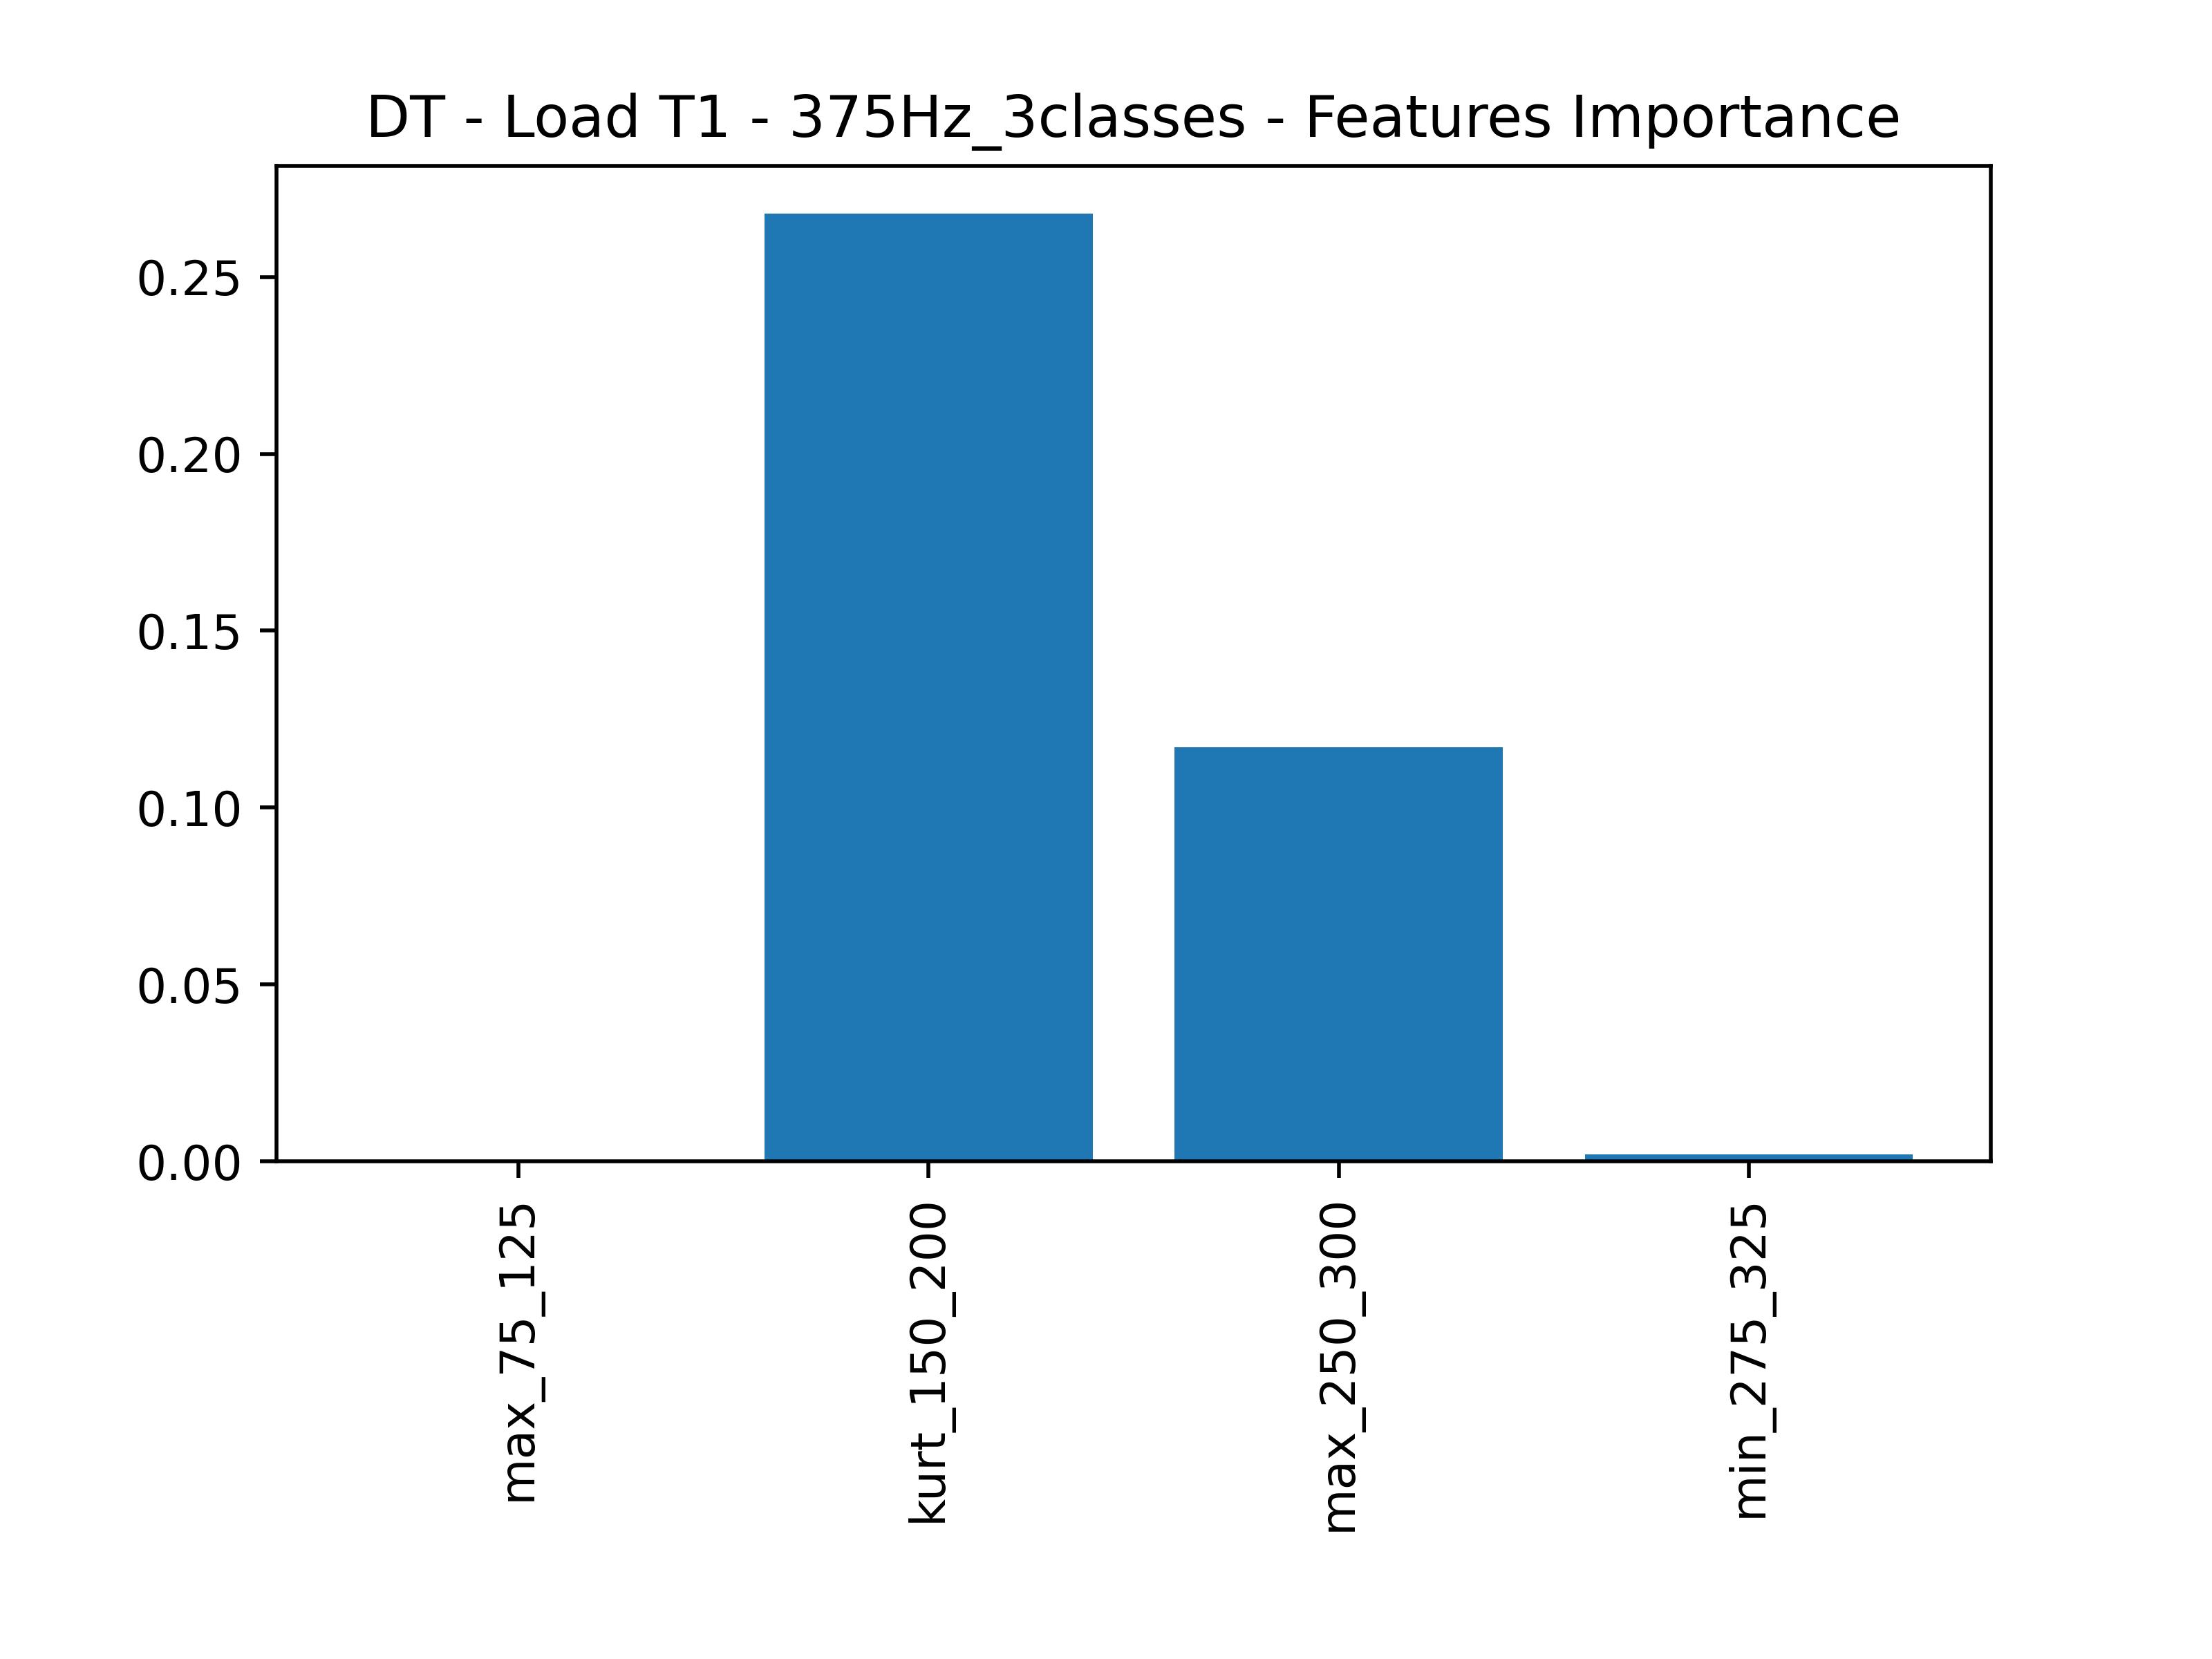 DT - Load T1 - 375Hz_3classes - Features Importance
0.25
0.20
0.15
0.10
0.05
0.00
max_75_125
kurt_150_200
max_250_300
min_275_325